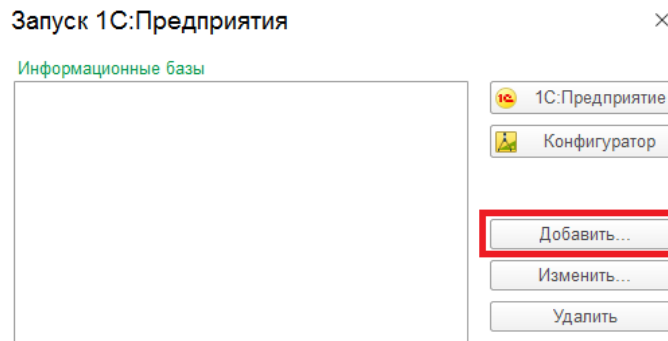 Запуск 1С:Предприятия
Информационные базы
1С:Предприятие
Конфигуратор
Добавить...
Изменить...
Удалить